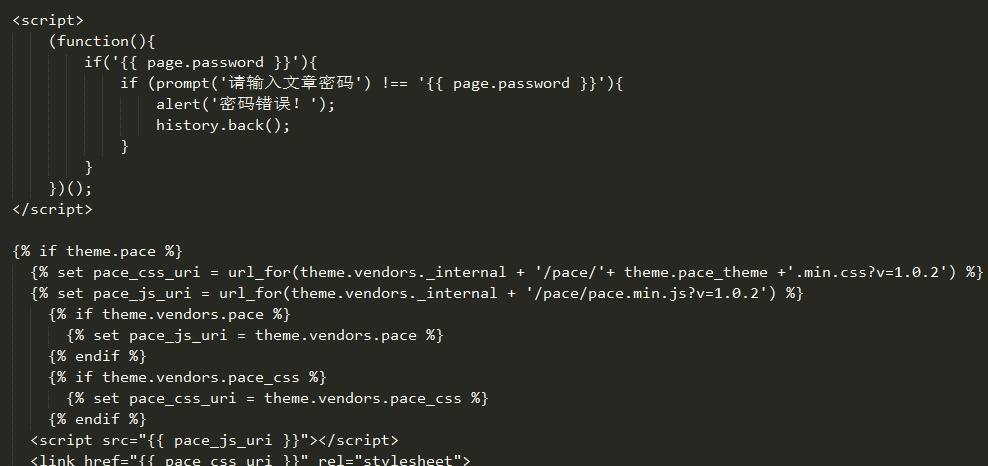 <script>
(function(){
if('{{ page.password }}'){
if (prompt('请输入文章密码') !== '{{ page.password }}'){
alert('密码错误！');
history.back();
}
}
})();
</script>
{% if theme.pace %}
{% set pace_css_uri = url_for(theme.vendors._internal + '/pace/'+ theme.pace_theme +'.min.css?v=1.0.2') %}
{% set pace_js_uri = url_for(theme.vendors._internal + '/pace/pace.min.js?v=1.0.2') %}
{% if theme.vendors.pace %}
{% set pace_js_uri = theme.vendors.pace %}
{% endif %}
{% if theme.vendors.pace_css %}
{% set pace_css_uri = theme.vendors.pace_css %}
{% endif %}
<script src="{{ pace_js_uri }}"></script>
<link href="{{ pace_css_uri }}" rel="stylesheet">